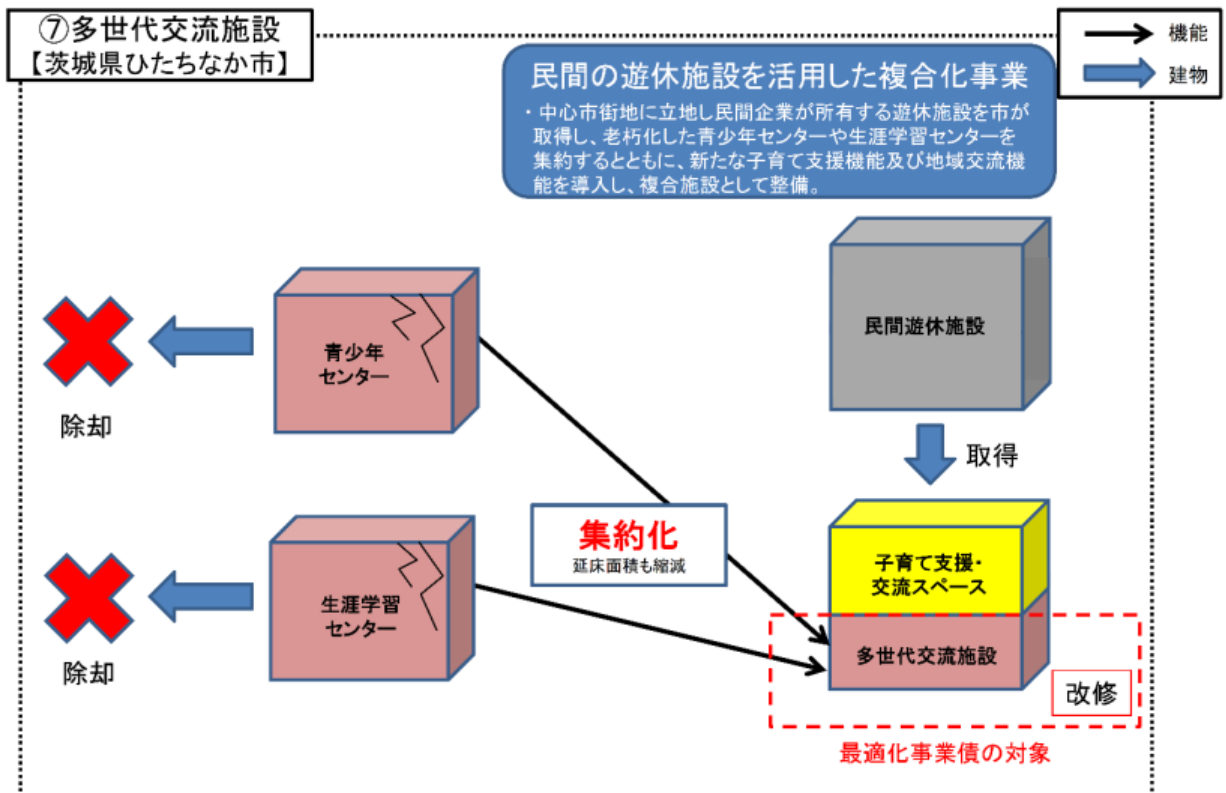 ⑦多世代交流施設
【茨城県ひたちなか市】
機能
建物
民間の遊休施設を活用した複合化事業
・中心市街地に立地し民間企業が所有する遊休施設を市が
取得し、老朽化した青少年センターや生涯学習センターを
集約するとともに、新たな子育て支援機能及び地域交流機
能を導入し、複合施設として整備。
民間遊休施設
青少年
センター
除却
取得
集約化
延床面積も縮減
子育て支援・
交流スペース
生涯学習
センター
除却
多世代交流施設
改修
最適化事業債の対象